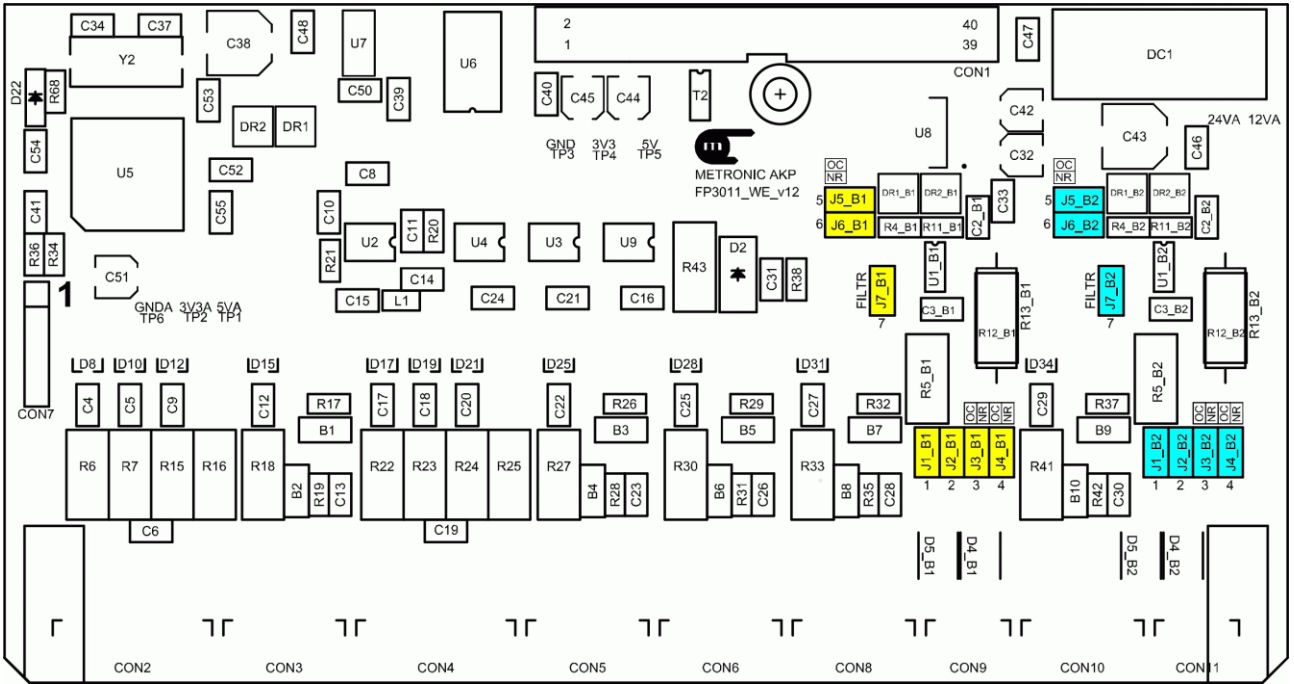 C34 C37 C48 U7 U6 2 40
1 39 C47 DC1
Y2 C38 CON1
D22 R68 C53 C50 C39 C40 C45 C44 T2 C42 C43
DR2 DR1 U8 24VA 12VA
GND 3V3 5V
TP3 TP4 TP5
C54 C32 C46
U5 C52 C8 m OC OC
METRONIC AKP NR NR
FP3011_WE_v12
C41 C55 C10 5 J5_B1 DR1_B1 DR2_B1 C33 5 J5_B2 DR1_B2 DR2_B2
6 J6_B1 R4_B1 R11_B1 C2_B1 6 J6_B2 R4_B2 R11_B2 C2_B2
R36 R34 R21 U2 C11 R20 U4 U3 U9 R43 D2 C31 R38 U1_B1 U1_B2
C51 C14
1 C15 L1 C24 C21 C16 FILTR J7_B1 FILTR J7_B2
GNDA 3V3A 5VA
TP6 TP2 TP1
7 C3_B1 R13_B1 7 C3_B2 R13_B2
R12_B1 R12_B2
D8 D10 D12 D15 D17 D19 D21 D25 D28 D31 R5_B1 D34 R5_B2
CON7 C4 C5 C9 C12 R17 C17 C18 C20 C22 R26 C25 R29 C27 R32 C29 R37
OC NR OC NR OC NR OC NR
B1 B3 B5 B7 B9
R6 R7 R15 R16 R18 R22 R23 R24 R25 R27 R30 R33 J1_B1 J2_B1 J3_B1 J4_B1 R41 J1_B2 J2_B2 J3_B2 J4_B2
B2 R19 C13 B4 R28 C23 B6 R31 C26 B8 R35 C28 1 2 3 4 B10 R42 C30 1 2 3 4
C6 C19
D5_B1 D4_B1 D5_B2 D4_B2
CON2 CON3 CON4 CON5 CON6 CON8 CON9 CON10 CON11